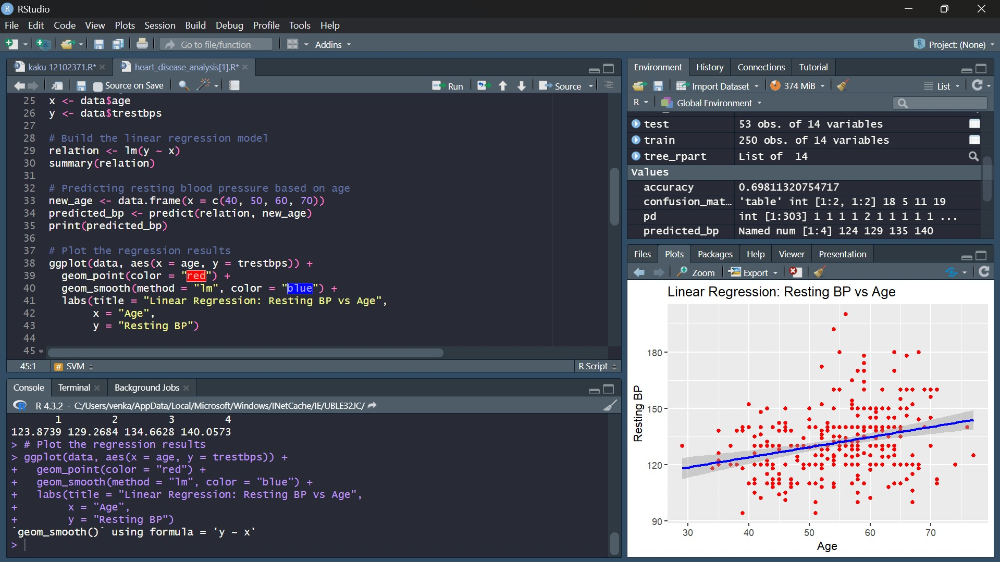 RStudio
File Edit Code View Plots Session Build Debug Profile Tools Help
Go to file/function Addins Project: (None)
kaku 12102371.R* heart_disease_analysis[1].R*
Source on Save Run Source
25 x <- data$age
26 y <- data$trestbps
27
28 # Build the linear regression model
29 relation <- lm(y ~ x)
30 summary(relation)
31
32 # Predicting resting blood pressure based on age
33 new_age <- data.frame(x = c(40, 50, 60, 70))
34 predicted_bp <- predict(relation, new_age)
35 print(predicted_bp)
36
37 # Plot the regression results
38 ggplot(data, aes(x = age, y = trestbps)) +
39 geom_point(color = "red") +
40 geom_smooth(method = "lm", color = "blue") +
41 labs(title = "Linear Regression: Resting BP vs Age",
42 x = "Age",
43 y = "Resting BP")
44
45
45:1 # SVM R Script
Console Terminal Background Jobs
R 4.3.2 · C:/Users/venka/AppData/Local/Microsoft/Windows/INetCache/IE/UBLE32JC/
1 2 3 4
123.8739 129.2684 134.6628 140.0573
> # Plot the regression results
> ggplot(data, aes(x = age, y = trestbps)) +
+ geom_point(color = "red") +
+ geom_smooth(method = "lm", color = "blue") +
+ labs(title = "Linear Regression: Resting BP vs Age",
+ x = "Age",
+ y = "Resting BP")
`geom_smooth()` using formula = 'y ~ x'
>
Environment History Connections Tutorial
Import Dataset 374 MiB List
R Global Environment
test 53 obs. of 14 variables
train 250 obs. of 14 variables
tree_rpart List of 14
Values
accuracy 0.69811320754717
confusion_mat… 'table' int [1:2, 1:2] 18 5 11 19
pd int [1:303] 1 1 1 1 2 1 1 1 1 1 ...
predicted_bp Named num [1:4] 124 129 135 140
Files Plots Packages Help Viewer Presentation
Zoom Export
Linear Regression: Resting BP vs Age
180
150
120
90
Resting BP
30 40 50 60 70
Age